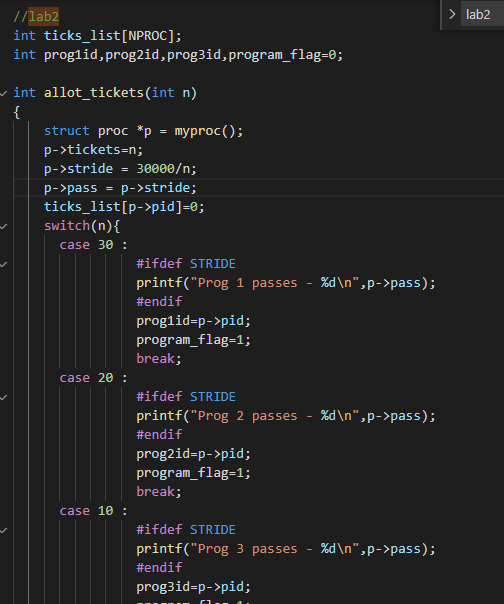 //lab2
lab2
int ticks_list[NPROC];
int prog1id,prog2id,prog3id,program_flag=0;
int allot_tickets(int n)
{
struct proc *p = myproc();
p->tickets=n;
p->stride = 30000/n;
p->pass = p->stride;
ticks_list[p->pid]=0;
switch(n){
case 30 :
#ifdef STRIDE
printf("Prog 1 passes - %d\n",p->pass);
#endif
prog1id=p->pid;
program_flag=1;
break;
case 20 :
#ifdef STRIDE
printf("Prog 2 passes - %d\n",p->pass);
#endif
prog2id=p->pid;
program_flag=1;
break;
case 10 :
#ifdef STRIDE
printf("Prog 3 passes - %d\n",p->pass);
#endif
prog3id=p->pid;
program_flag=1;